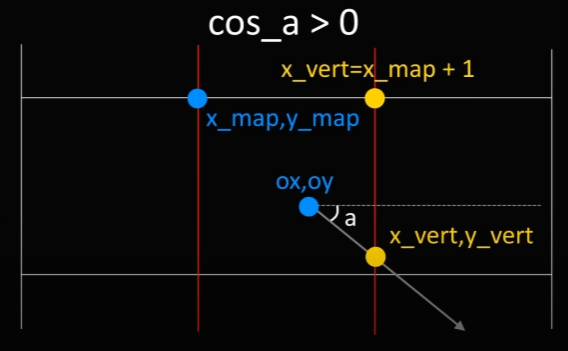 cos_a > 0
x_vert=x_map + 1
x_map,y_map
ox,oy
a
x_vert,y_vert